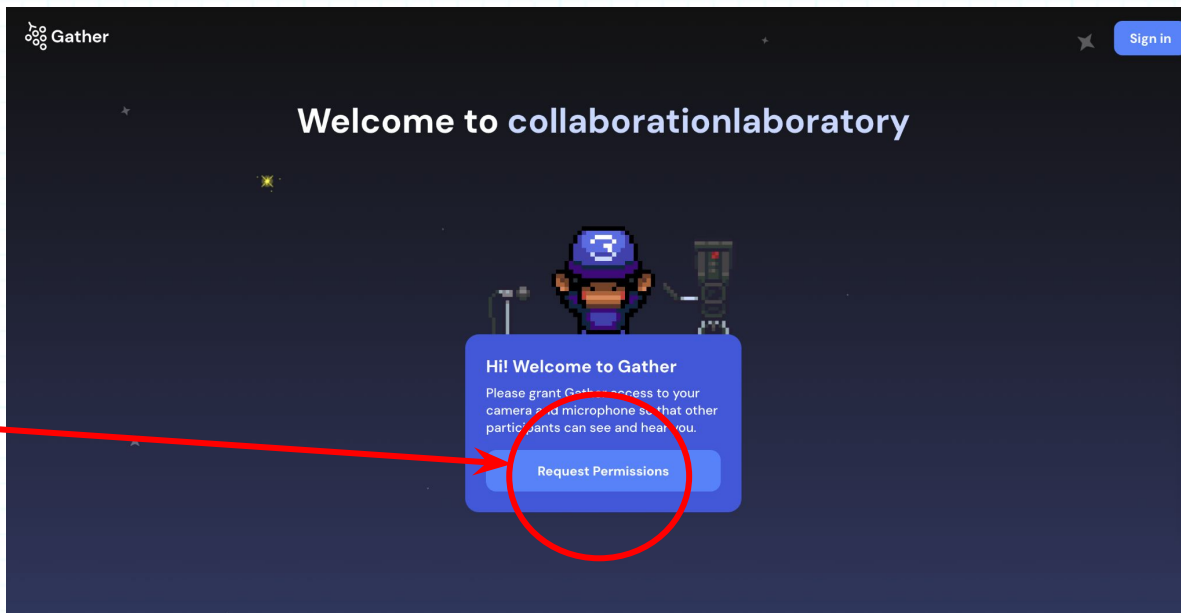 Gather
Sign in
Welcome to collaborationlaboratory
3
Hi! Welcome to Gather
Please grant Gather access to your
camera and microphone so that other
participants can see and hear you.
Request Permissions